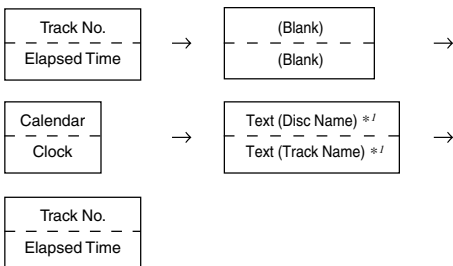 Track No.
Elapsed Time
→
(Blank)
(Blank)
→
Calendar
Clock
→
Text (Disc Name) *1
Text (Track Name) *1
→
Track No.
Elapsed Time